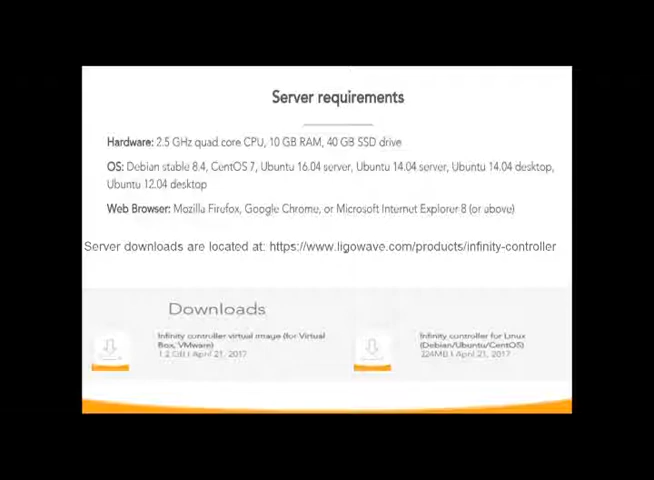 Server requirements
Hardware: 2.5 GHz quad core CPU, 10 GB RAM, 40 GB SSD drive
OS: Debian stable 8.4, CentOS 7, Ubuntu 16.04 server, Ubuntu 14.04 server, Ubuntu 14.04 desktop,
Ubuntu 12.04 desktop
Web Browser: Mozilla Firefox, Google Chrome, or Microsoft Internet Explorer 8 (or above)
Server downloads are located at: https://www.ligowave.com/products/infinity-controller
Downloads
Infinity controller virtual image (for Virtual
Box, VMware)
1.2 GB | April 21, 2017
Infinity controller for Linux
(Debian/Ubuntu/CentOS)
224MB | April 21, 2017